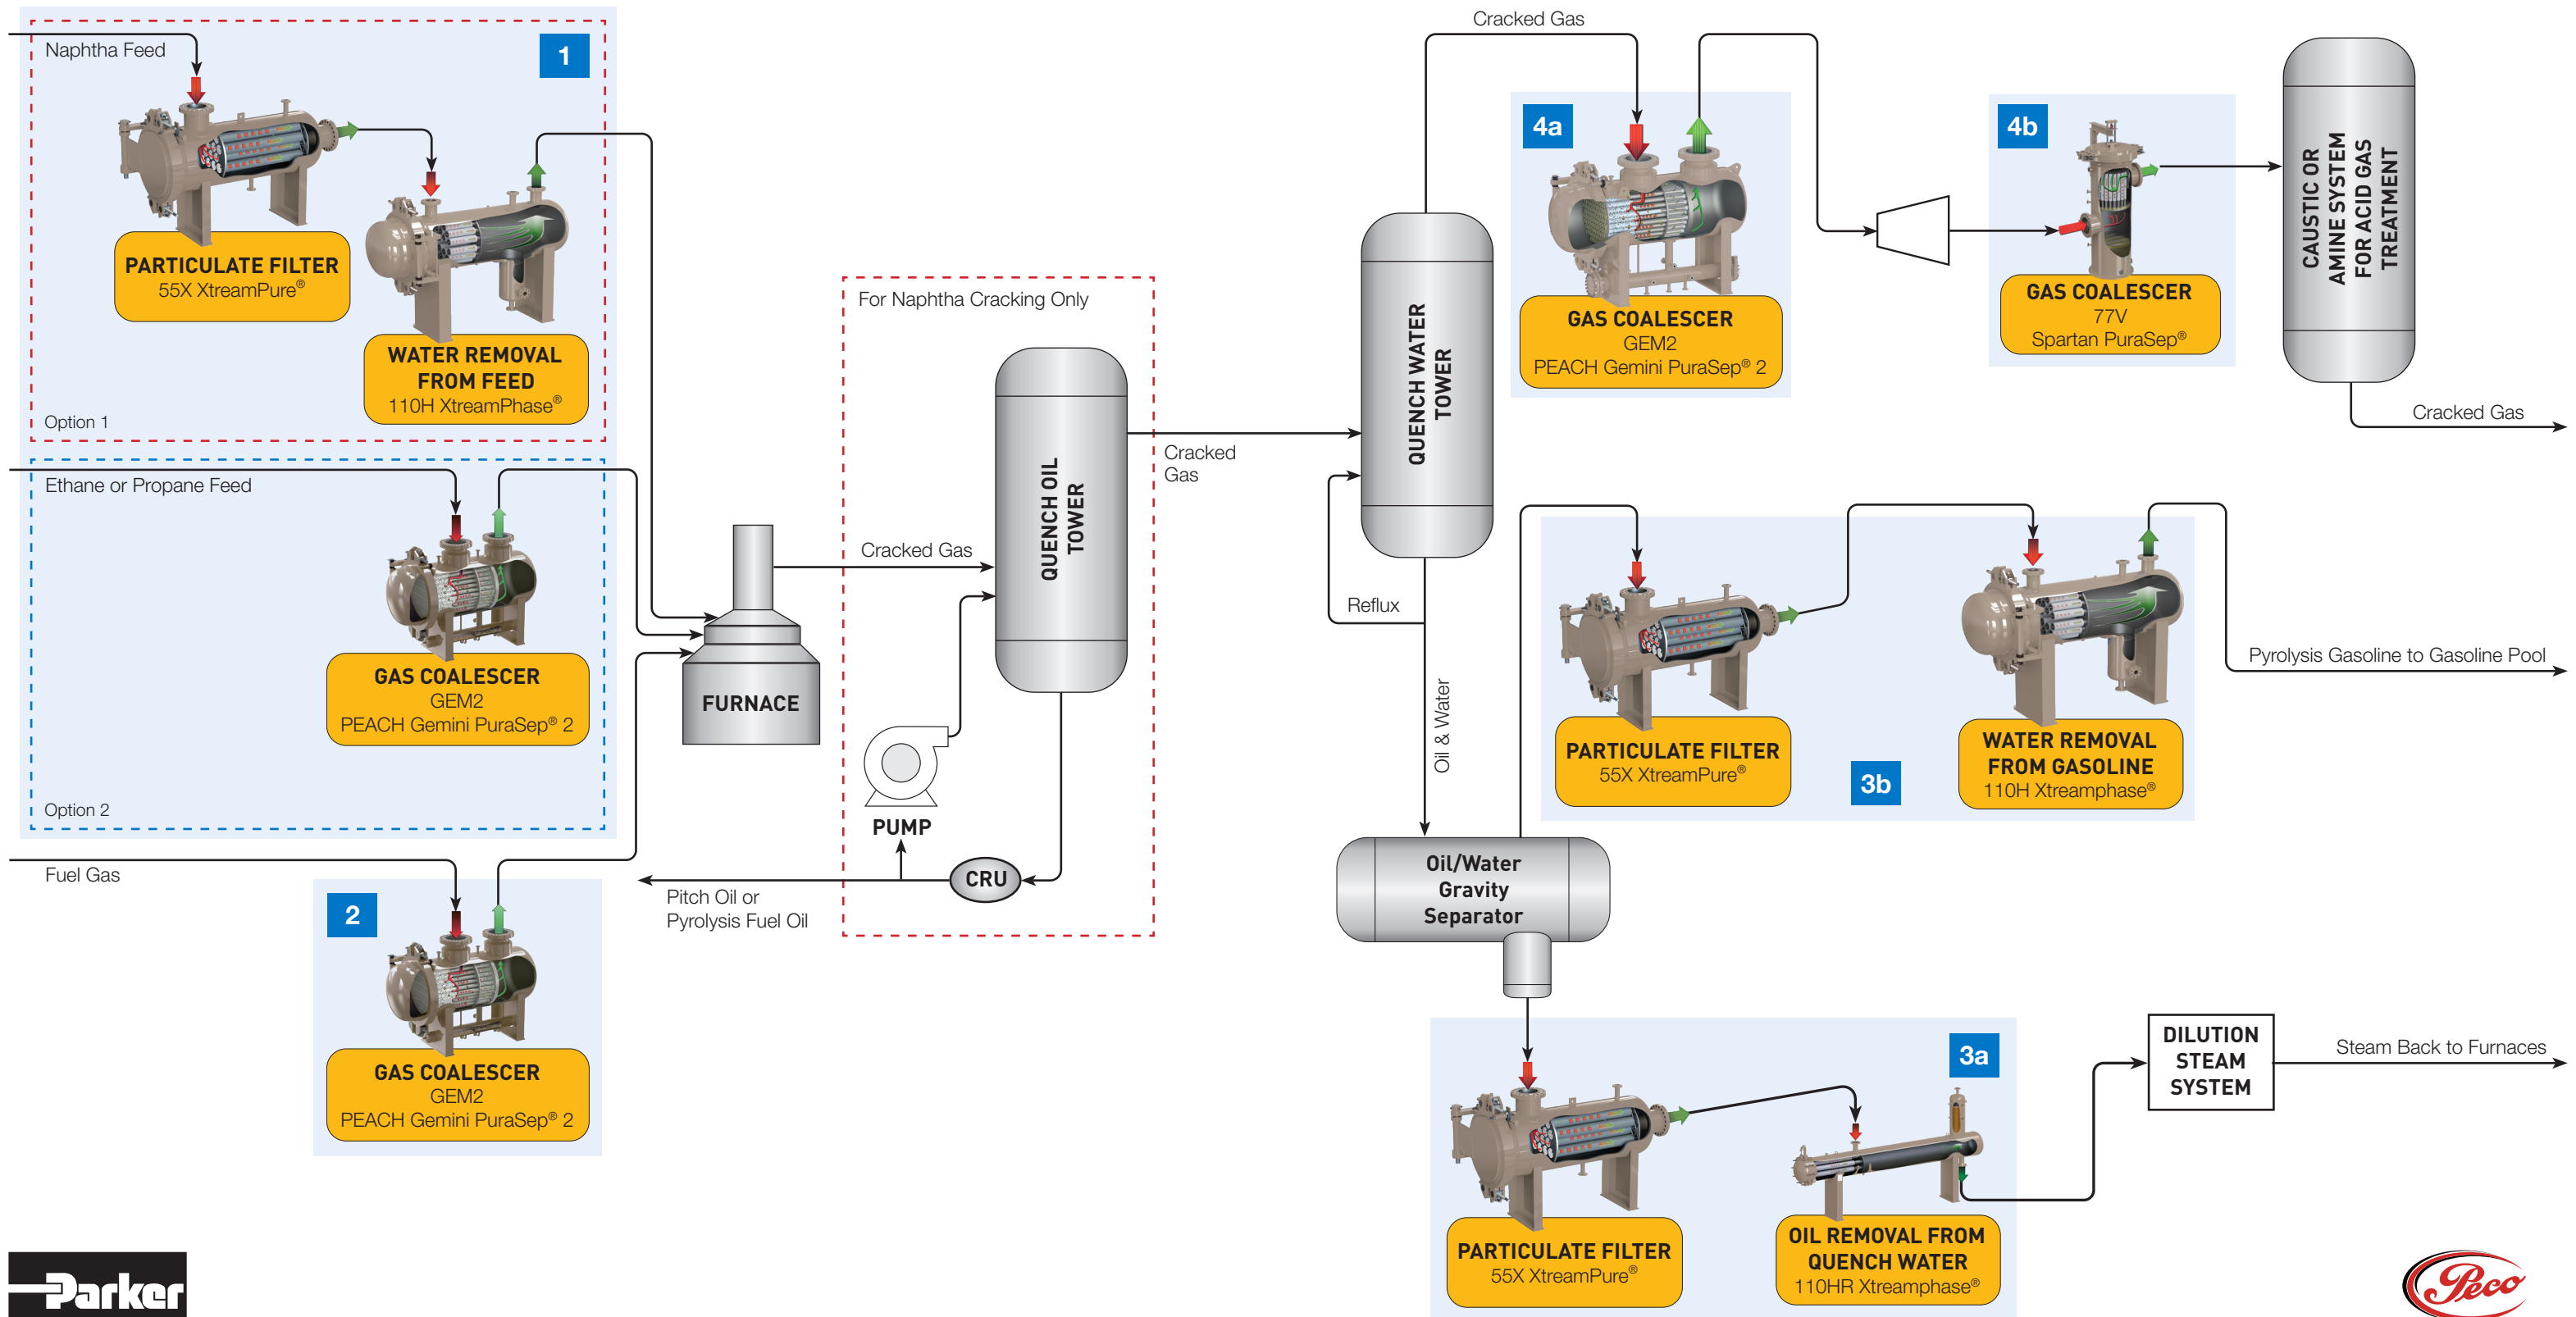 Naphtha Feed
1
PARTICULATE FILTER
55X XtreamPure®
WATER REMOVAL
FROM FEED
110H XtreamPhase®
Option 1
Ethane or Propane Feed
GAS COALESCER
GEM2
PEACH Gemini PuraSep® 2
Option 2
Fuel Gas
2
GAS COALESCER
GEM2
PEACH Gemini PuraSep® 2
FURNACE
For Naphtha Cracking Only
Cracked Gas
QUENCH OIL
TOWER
PUMP
CRU
Pitch Oil or
Pyrolysis Fuel Oil
Cracked
Gas
Cracked Gas
QUENCH WATER
TOWER
Reflux
Oil & Water
4a
GAS COALESCER
GEM2
PEACH Gemini PuraSep® 2
4b
GAS COALESCER
77V
Spartan PuraSep®
CAUSTIC OR
AMINE SYSTEM
FOR ACID GAS
TREATMENT
Cracked Gas
PARTICULATE FILTER
55X XtreamPure®
3b
WATER REMOVAL
FROM GASOLINE
110H Xtreamphase®
Pyrolysis Gasoline to Gasoline Pool
Oil/Water
Gravity
Separator
3a
PARTICULATE FILTER
55X XtreamPure®
OIL REMOVAL FROM
QUENCH WATER
110HR Xtreamphase®
DILUTION
STEAM
SYSTEM
Steam Back to Furnaces
Parker
Peco